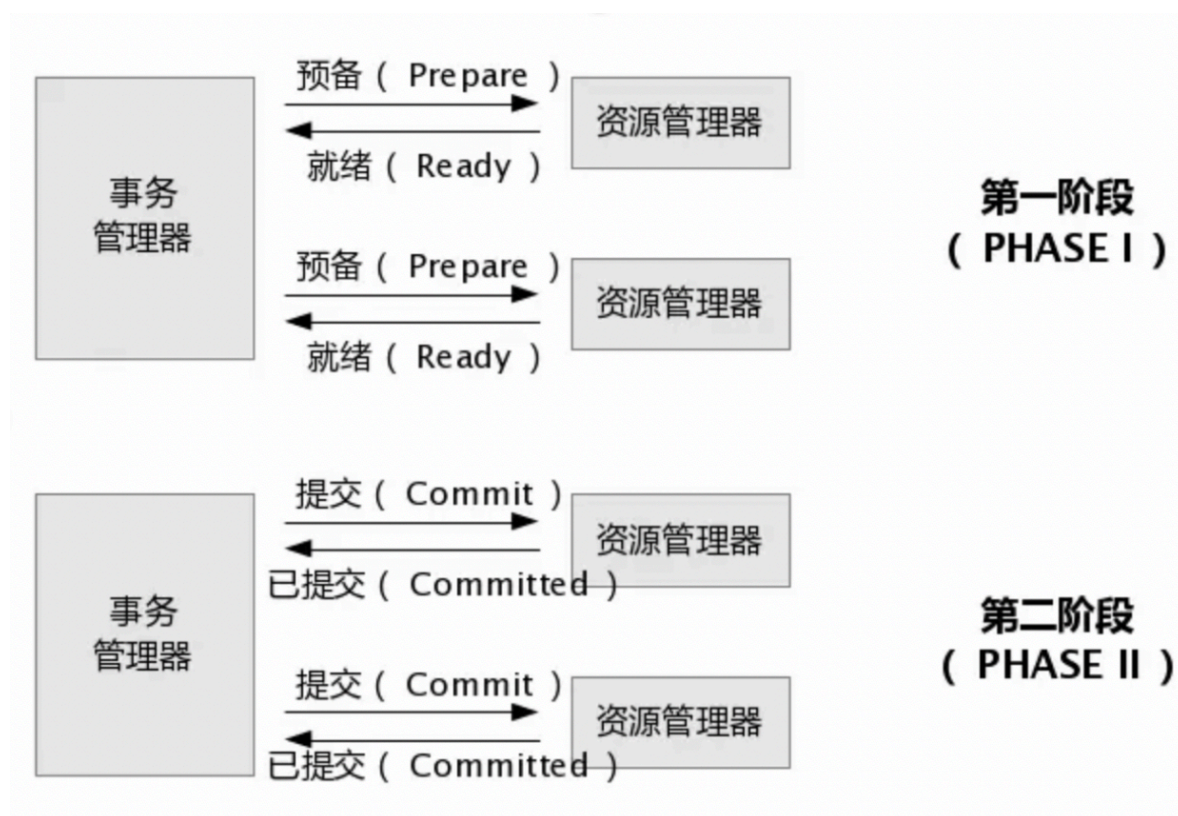 预备（ Prepare ）
资源管理器
就绪（ Ready ）
事务
管理器
第一阶段
（ PHASE I ）
预备（ Prepare ）
资源管理器
就绪（ Ready ）
提交（ Commit ）
资源管理器
已提交（ Committed ）
事务
管理器
第二阶段
（ PHASE II ）
提交（ Commit ）
资源管理器
已提交（ Committed ）